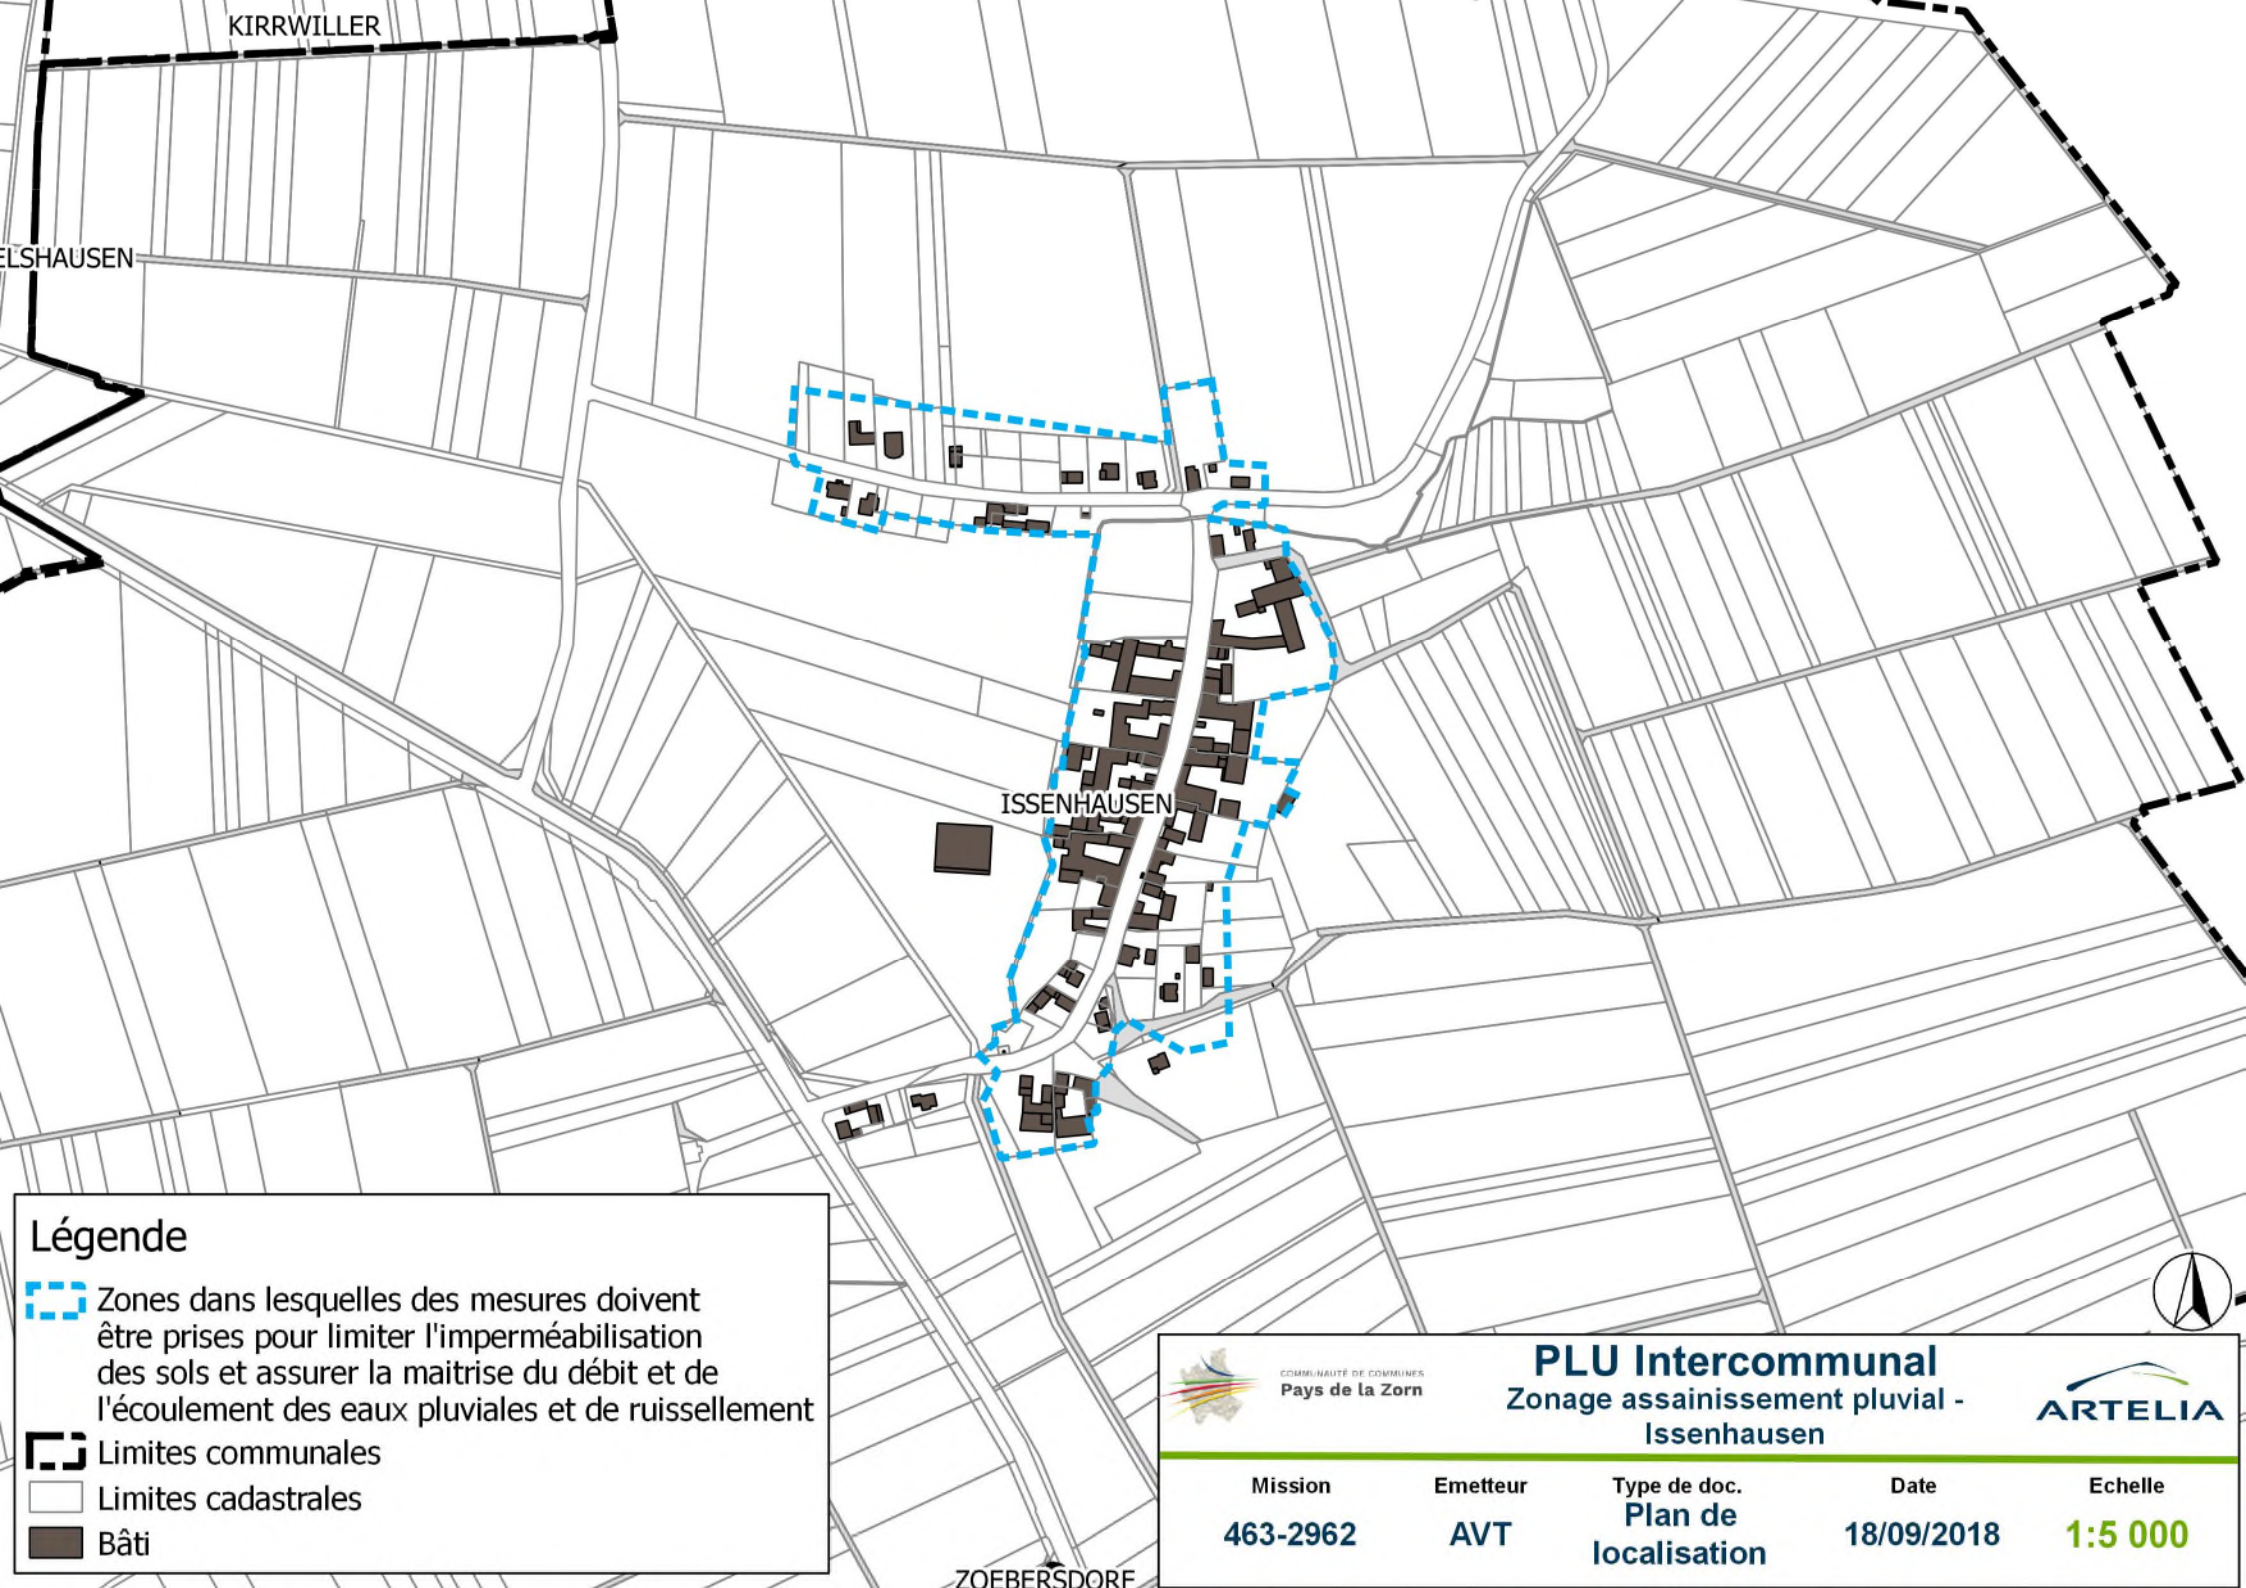 KIRRWILLER
ELSHAUSEN
ISSENHAUSEN
Légende
Zones dans lesquelles des mesures doivent
être prises pour limiter l'imperméabilisation
des sols et assurer la maitrise du débit et de
l'écoulement des eaux pluviales et de ruissellement
Limites communales
Limites cadastrales
Bâti
ZOEBERSDORF
COMMUNAUTÉ DE COMMUNES
Pays de la Zorn
PLU Intercommunal
Zonage assainissement pluvial -
Issenhausen
ARTELIA
Mission
463-2962
Emetteur
AVT
Type de doc.
Plan de
localisation
Date
18/09/2018
Echelle
1:5 000